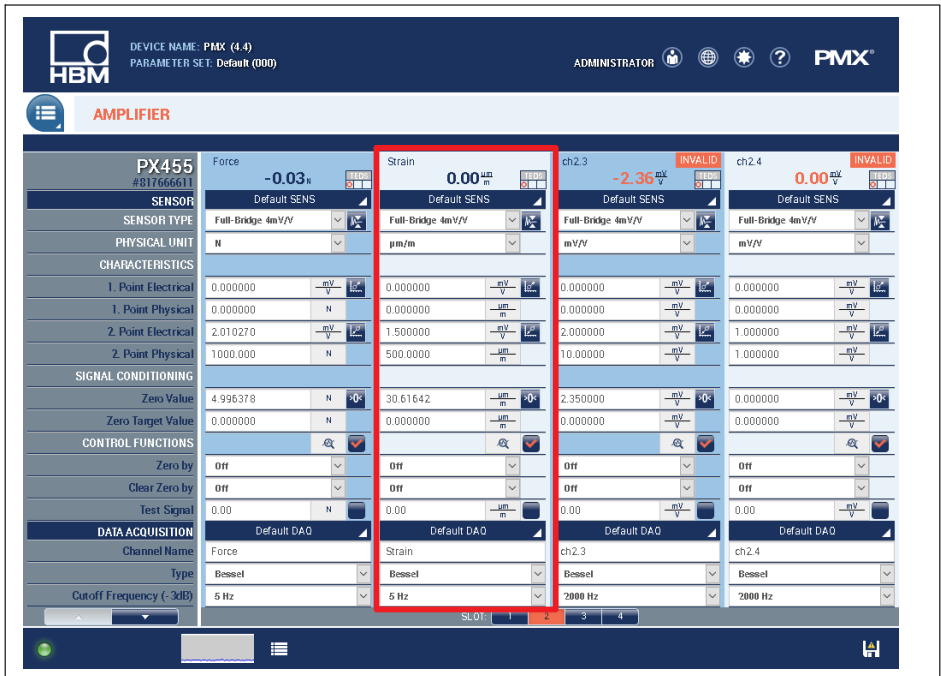 HBM
DEVICE NAME: PMX (4.4)
PARAMETER SET: Default (000)
ADMINISTRATOR
?
PMX
AMPLIFIER
PX455
#817666611
Force
-0.03 N
TEDS
Strain
0.00 µm/m
TEDS
ch2.3
INVALID
-2.36 mV/V
TEDS
ch2.4
INVALID
0.00 mV/V
TEDS
SENSOR Default SENS Default SENS Default SENS Default SENS
SENSOR TYPE Full-Bridge 4mV/V Full-Bridge 4mV/V Full-Bridge 4mV/V Full-Bridge 4mV/V
PHYSICAL UNIT N µm/m mV/V mV/V
CHARACTERISTICS
1. Point Electrical 0.000000 mV/V 0.000000 mV/V 0.000000 mV/V 0.000000 mV/V
1. Point Physical 0.000000 N 0.000000 µm/m 0.000000 mV/V 0.000000 mV/V
2. Point Electrical 2.010270 mV/V 1.500000 mV/V 2.000000 mV/V 1.000000 mV/V
2. Point Physical 1000.000 N 500.0000 µm/m 10.00000 mV/V 1.000000 mV/V
SIGNAL CONDITIONING
Zero Value 4.996378 N >0< 30.61642 µm/m >0< 2.350000 mV/V >0< 0.000000 mV/V >0<
Zero Target Value 0.000000 N 0.000000 µm/m 0.000000 mV/V 0.000000 mV/V
CONTROL FUNCTIONS
Zero by Off Off Off Off
Clear Zero by Off Off Off Off
Test Signal 0.00 N 0.00 µm/m 0.00 mV/V 0.00 mV/V
DATA ACQUISITION Default DAQ Default DAQ Default DAQ Default DAQ
Channel Name Force Strain ch2.3 ch2.4
Type Bessel Bessel Bessel Bessel
Cutoff Frequency (-3dB) 5 Hz 5 Hz 2000 Hz 2000 Hz
SLOT: 1 2 3 4